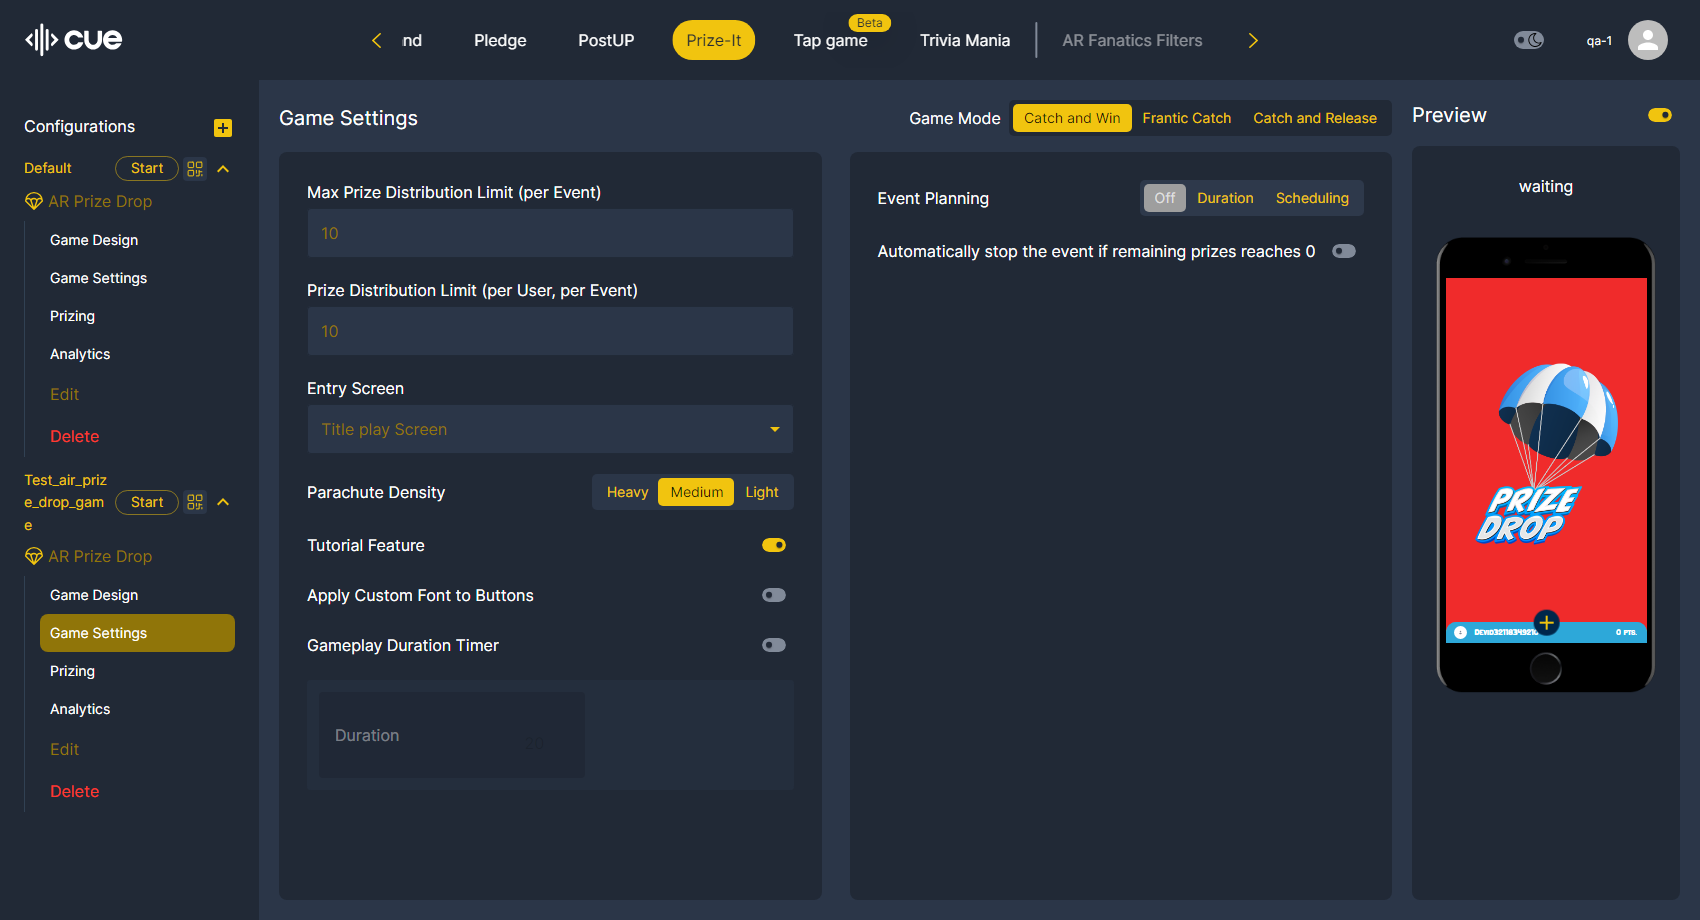 cue
nd
Pledge
PostUP
Prize-It
Tap game
Beta
Trivia Mania
AR Fanatics Filters
qa-1
Configurations
Default
Start
AR Prize Drop
Game Design
Game Settings
Prizing
Analytics
Edit
Delete
Test_air_priz
e_drop_gam
e
Start
AR Prize Drop
Game Design
Game Settings
Prizing
Analytics
Edit
Delete
Game Settings
Game Mode
Catch and Win
Frantic Catch
Catch and Release
Max Prize Distribution Limit (per Event)
10
Prize Distribution Limit (per User, per Event)
10
Entry Screen
Title play Screen
Parachute Density
Heavy
Medium
Light
Tutorial Feature
Apply Custom Font to Buttons
Gameplay Duration Timer
Duration
20
Event Planning
Off
Duration
Scheduling
Automatically stop the event if remaining prizes reaches 0
Preview
waiting
PRIZE
DROP
0 PTS.